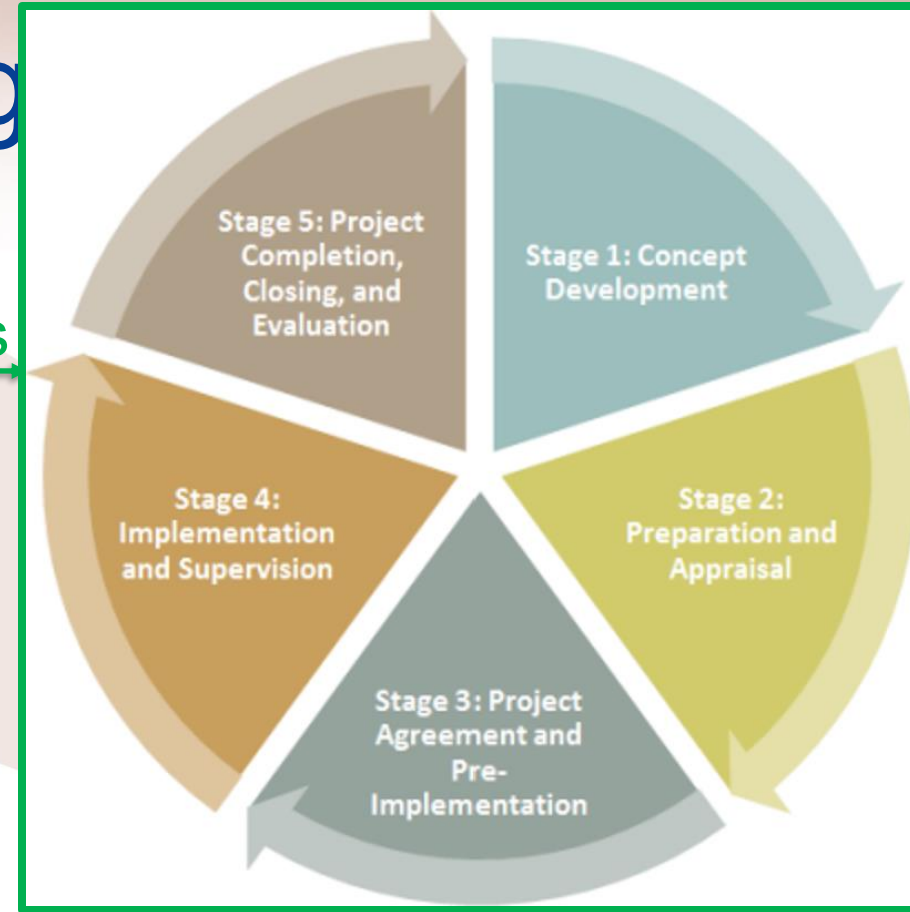 g
s
Stage 5: Project
Completion,
Closing, and
Evaluation
Stage 1: Concept
Development
Stage 2:
Preparation and
Appraisal
Stage 3: Project
Agreement and
Pre-
Implementation
Stage 4:
Implementation
and Supervision